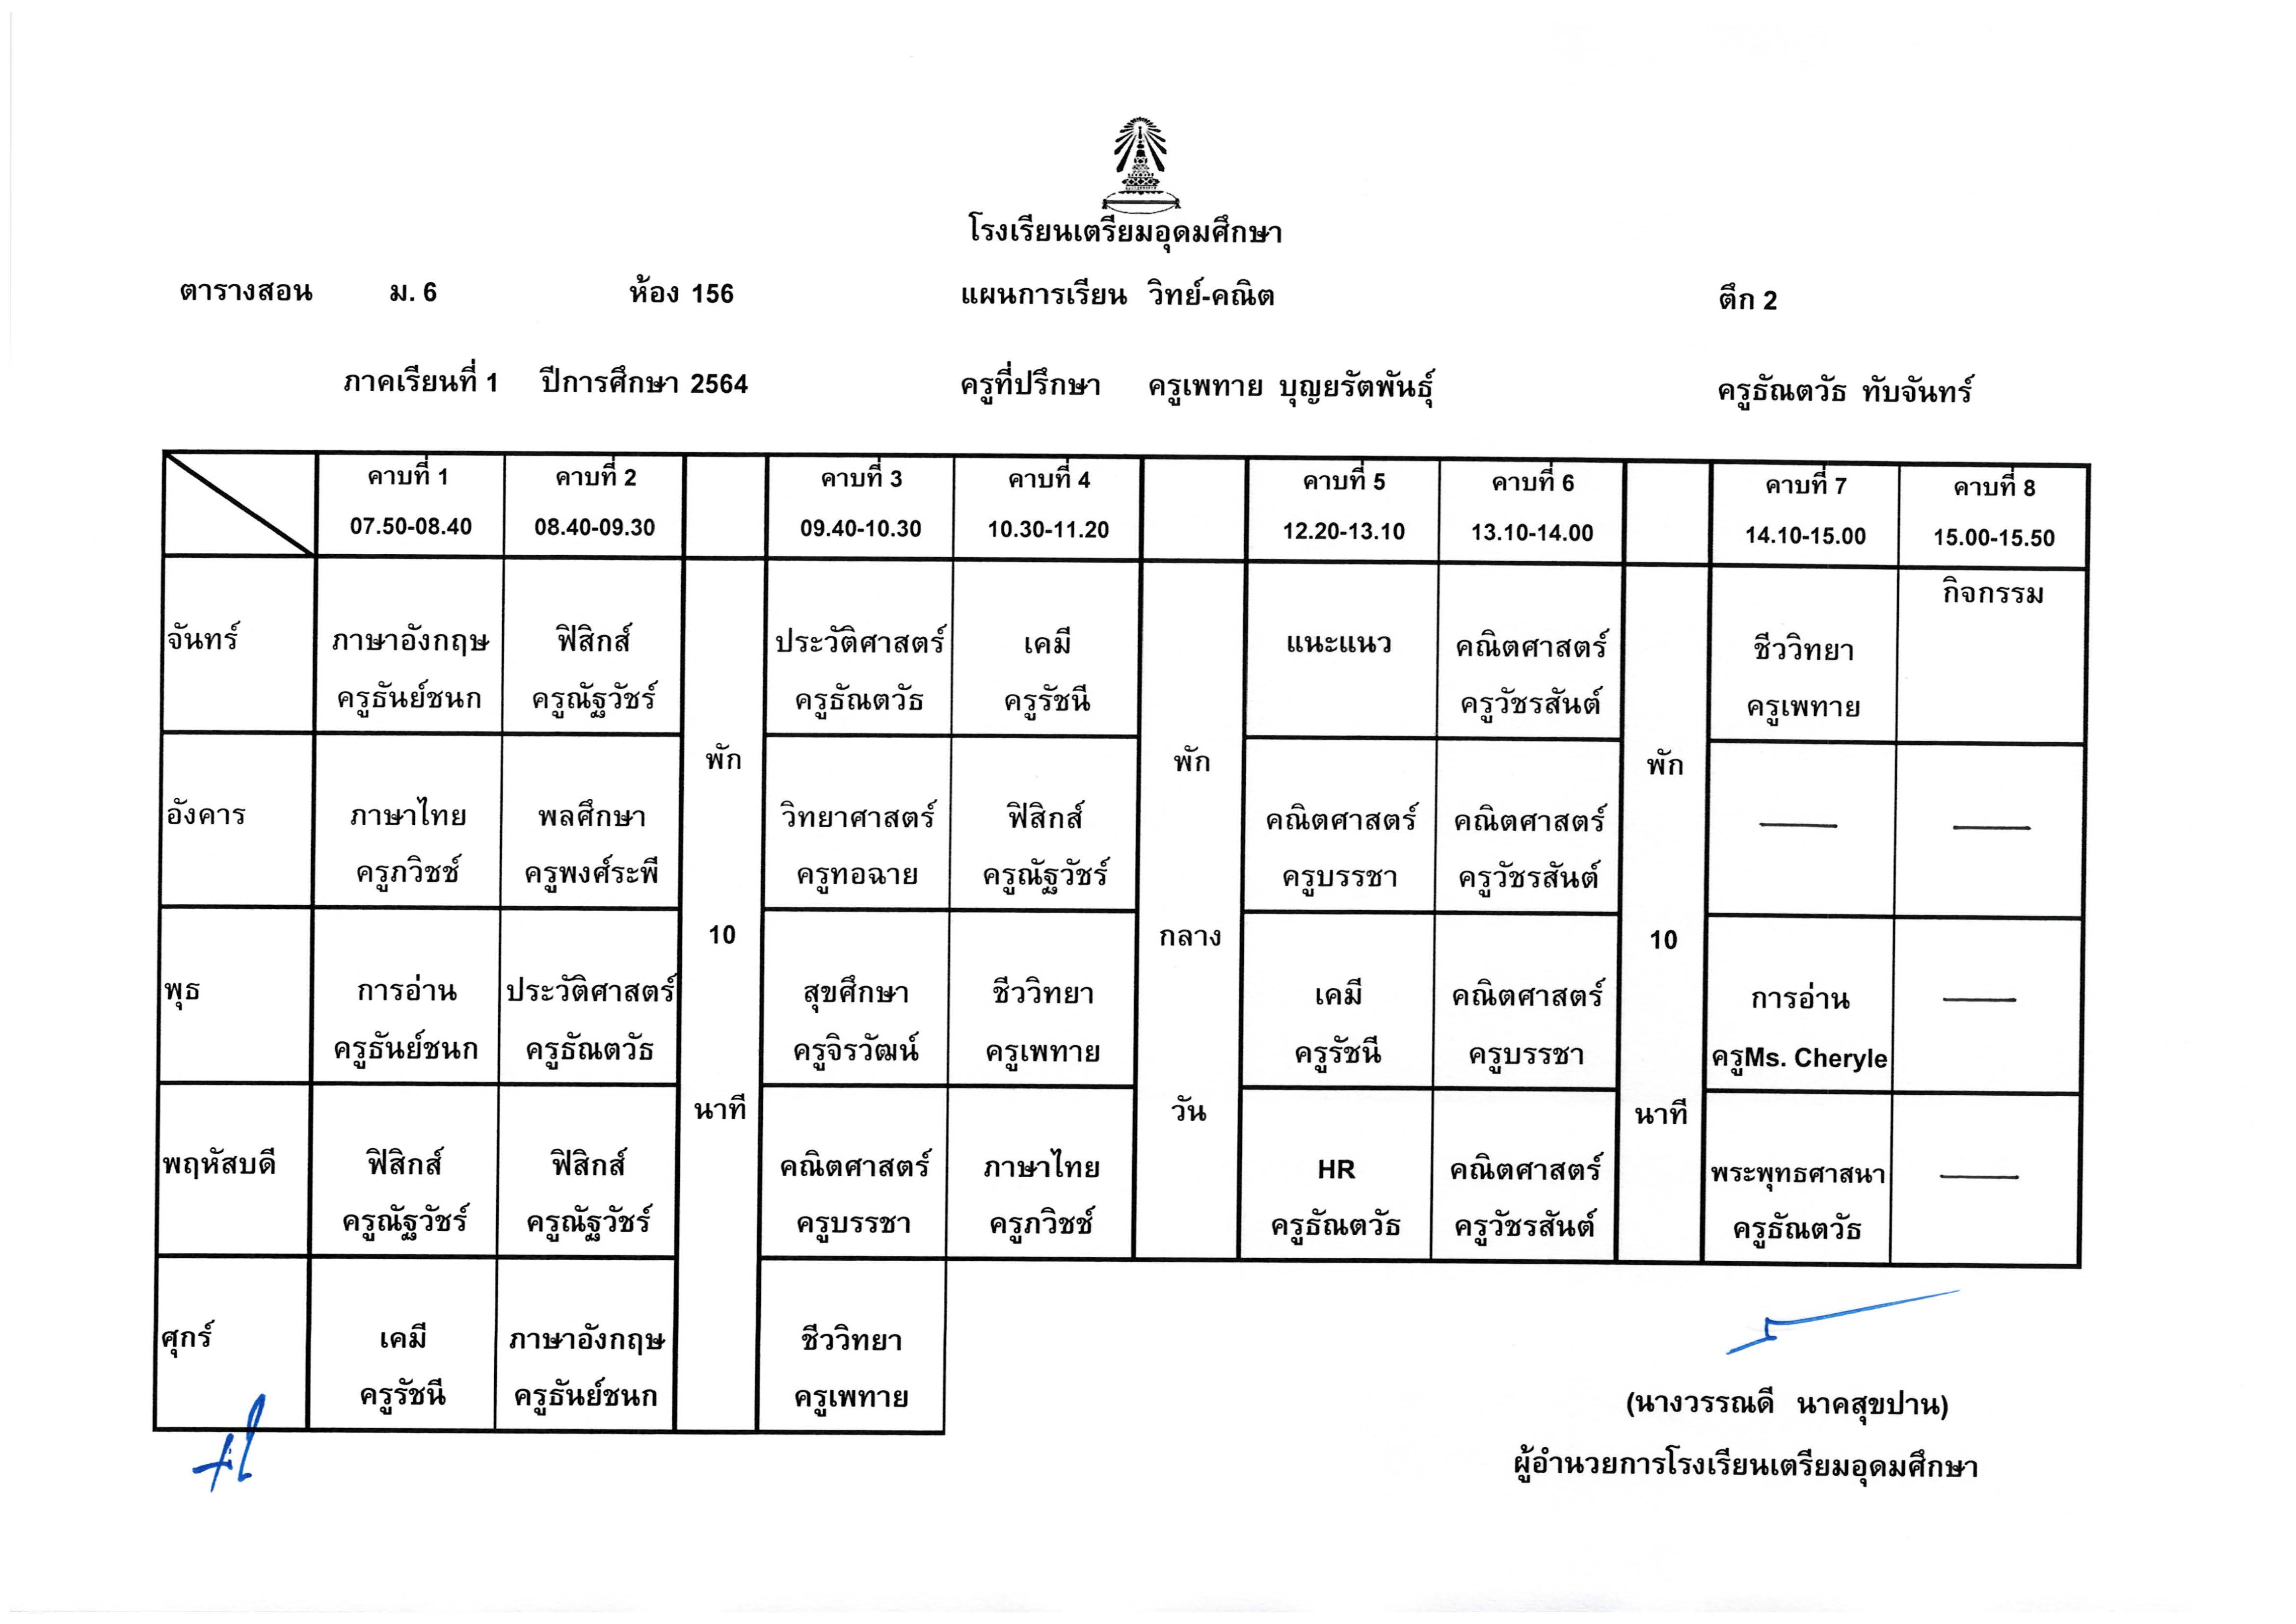 โรงเรียนเตรียมอุดมศึกษา
ตารางสอน ม. 6 ห้อง 156 แผนการเรียน วิทย์-คณิต ตึก 2
ภาคเรียนที่ 1 ปีการศึกษา 2564 ครูที่ปรึกษา ครูเพทาย บุญยรัตพันธุ์ ครูธัณตวัธ ทับจันทร์
คาบที่ 1 คาบที่ 2 คาบที่ 3 คาบที่ 4 คาบที่ 5 คาบที่ 6 คาบที่ 7 คาบที่ 8
07.50-08.40 08.40-09.30 09.40-10.30 10.30-11.20 12.20-13.10 13.10-14.00 14.10-15.00 15.00-15.50
กิจกรรม
จันทร์ ภาษาอังกฤษ ฟิสิกส์ ประวัติศาสตร์ เคมี แนะแนว คณิตศาสตร์ ชีววิทยา
ครูธันย์ชนก ครูณัฐวัชร์ ครูธัณตวัธ ครูรัชนี ครูวัชรสันต์ ครูเพทาย
พัก พัก พัก
อังคาร ภาษาไทย พลศึกษา วิทยาศาสตร์ ฟิสิกส์ คณิตศาสตร์ คณิตศาสตร์ — —
ครูภวิชช์ ครูพงศ์ระพี ครูทอฉาย ครูณัฐวัชร์ ครูบรรชา ครูวัชรสันต์
10 กลาง 10
พุธ การอ่าน ประวัติศาสตร์ สุขศึกษา ชีววิทยา เคมี คณิตศาสตร์ การอ่าน —
ครูธันย์ชนก ครูธัณตวัธ ครูจิรวัฒน์ ครูเพทาย ครูรัชนี ครูบรรชา ครูMs. Cheryle
นาที วัน นาที
พฤหัสบดี ฟิสิกส์ ฟิสิกส์ คณิตศาสตร์ ภาษาไทย HR คณิตศาสตร์ พระพุทธศาสนา —
ครูณัฐวัชร์ ครูณัฐวัชร์ ครูบรรชา ครูภวิชช์ ครูธัณตวัธ ครูวัชรสันต์ ครูธัณตวัธ
ศุกร์ เคมี ภาษาอังกฤษ ชีววิทยา
ครูรัชนี ครูธันย์ชนก ครูเพทาย
(นางวรรณดี นาคสุขปาน)
ผู้อำนวยการโรงเรียนเตรียมอุดมศึกษา